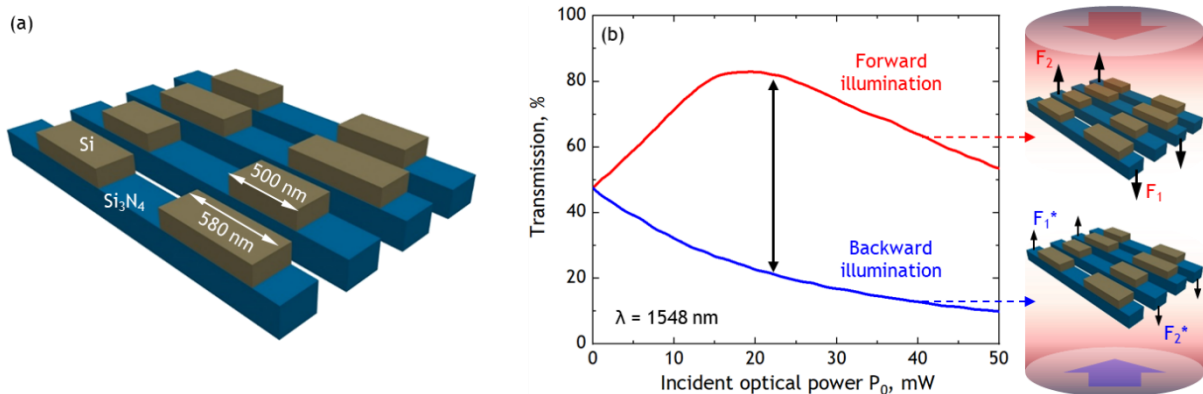 (a)
Si
Si₃N₄
500 nm
580 nm
(b)
Transmission, %
100
80
60
40
20
0
0
10
20
30
40
50
Incident optical power P₀, mW
Forward
illumination
Backward
illumination
λ = 1548 nm
F₂
F₁
F₁*
F₂*